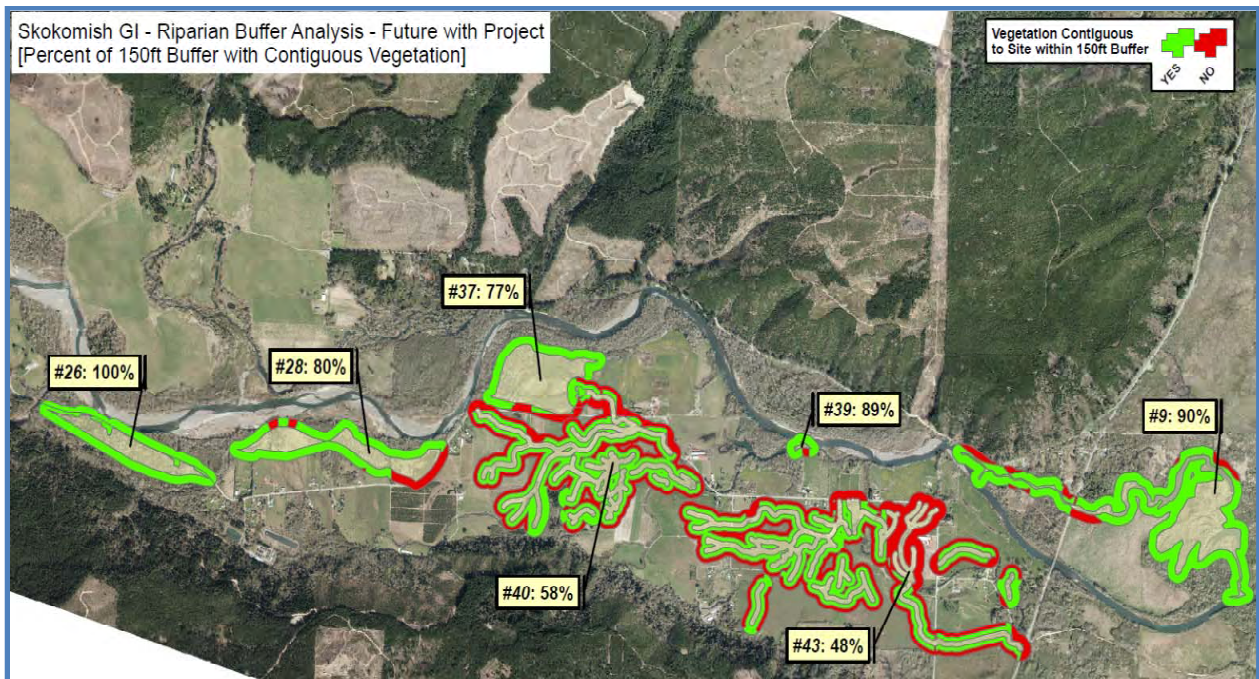 Skokomish GI - Riparian Buffer Analysis - Future with Project
[Percent of 150ft Buffer with Contiguous Vegetation]
Vegetation Contiguous
to Site within 150ft Buffer
YES
NO
#37: 77%
#26: 100%
#28: 80%
#39: 89%
#9: 90%
#40: 58%
#43: 48%